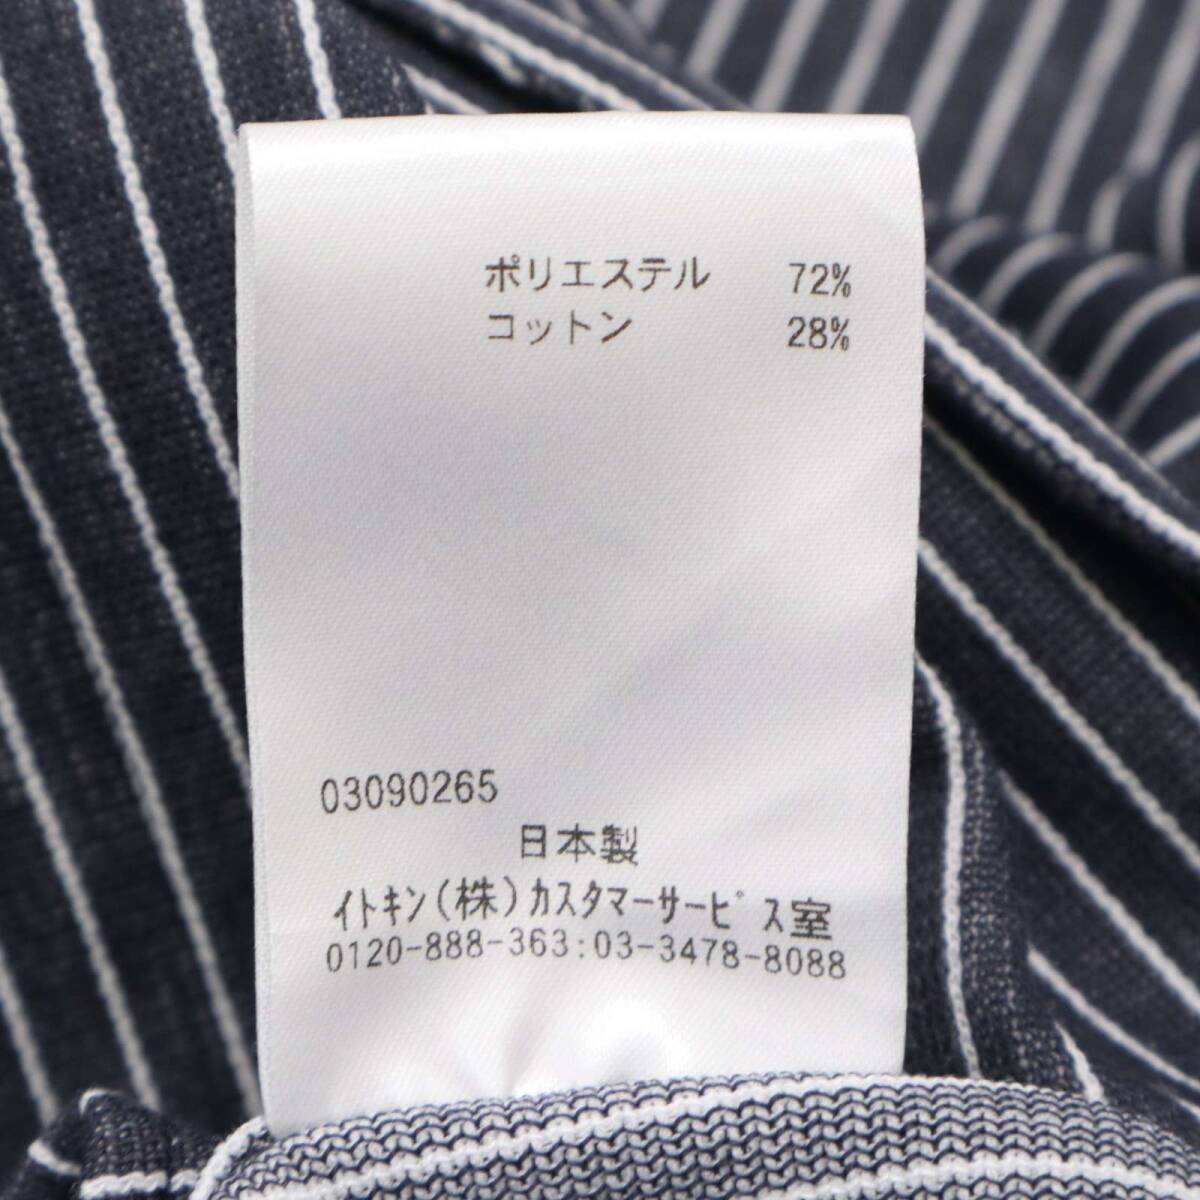 ポリエステル 72%
コットン 28%
03090265
日本製
ｲﾄｷﾝ(株)ｶｽﾀﾏｰｻｰﾋﾞｽ室
0120-888-363:03-3478-8088